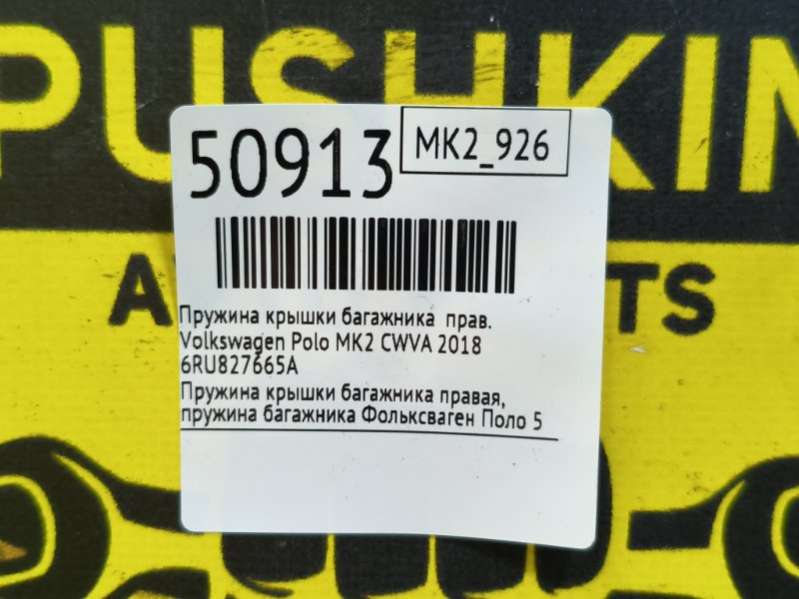 PUSHKIN
50913
MK2_926
A TS
Пружина крышки багажника прав.
Volkswagen Polo MK2 CWVA 2018
6RU827665A
Пружина крышки багажника правая,
пружина багажника Фольксваген Поло 5